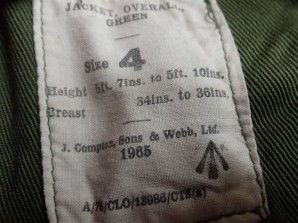 JACKET, OVERALL,
GREEN
Size 4
Height 5ft. 7ins. to 5ft. 10ins.
Breast 34ins. to 36ins.
J. Compton, Sons & Webb, Ltd.
1965
A/78/CLO/18986/CT5(a)